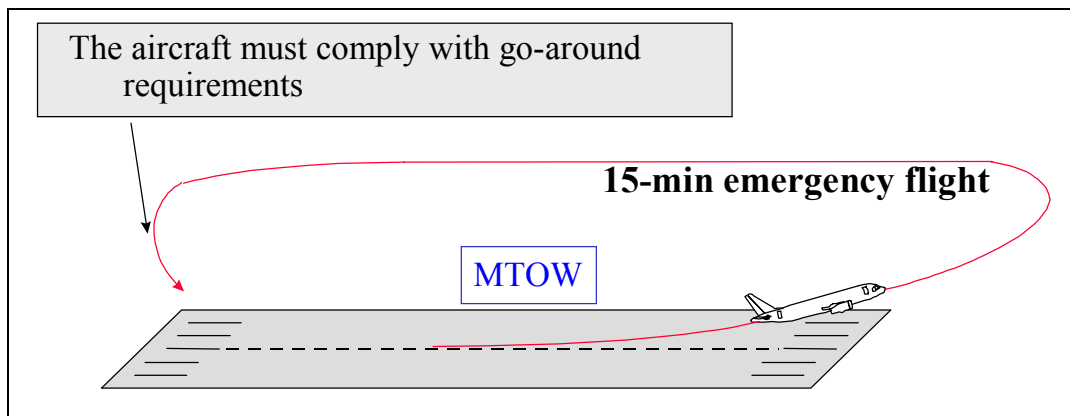 The aircraft must comply with go-around
requirements
15-min emergency flight
MTOW